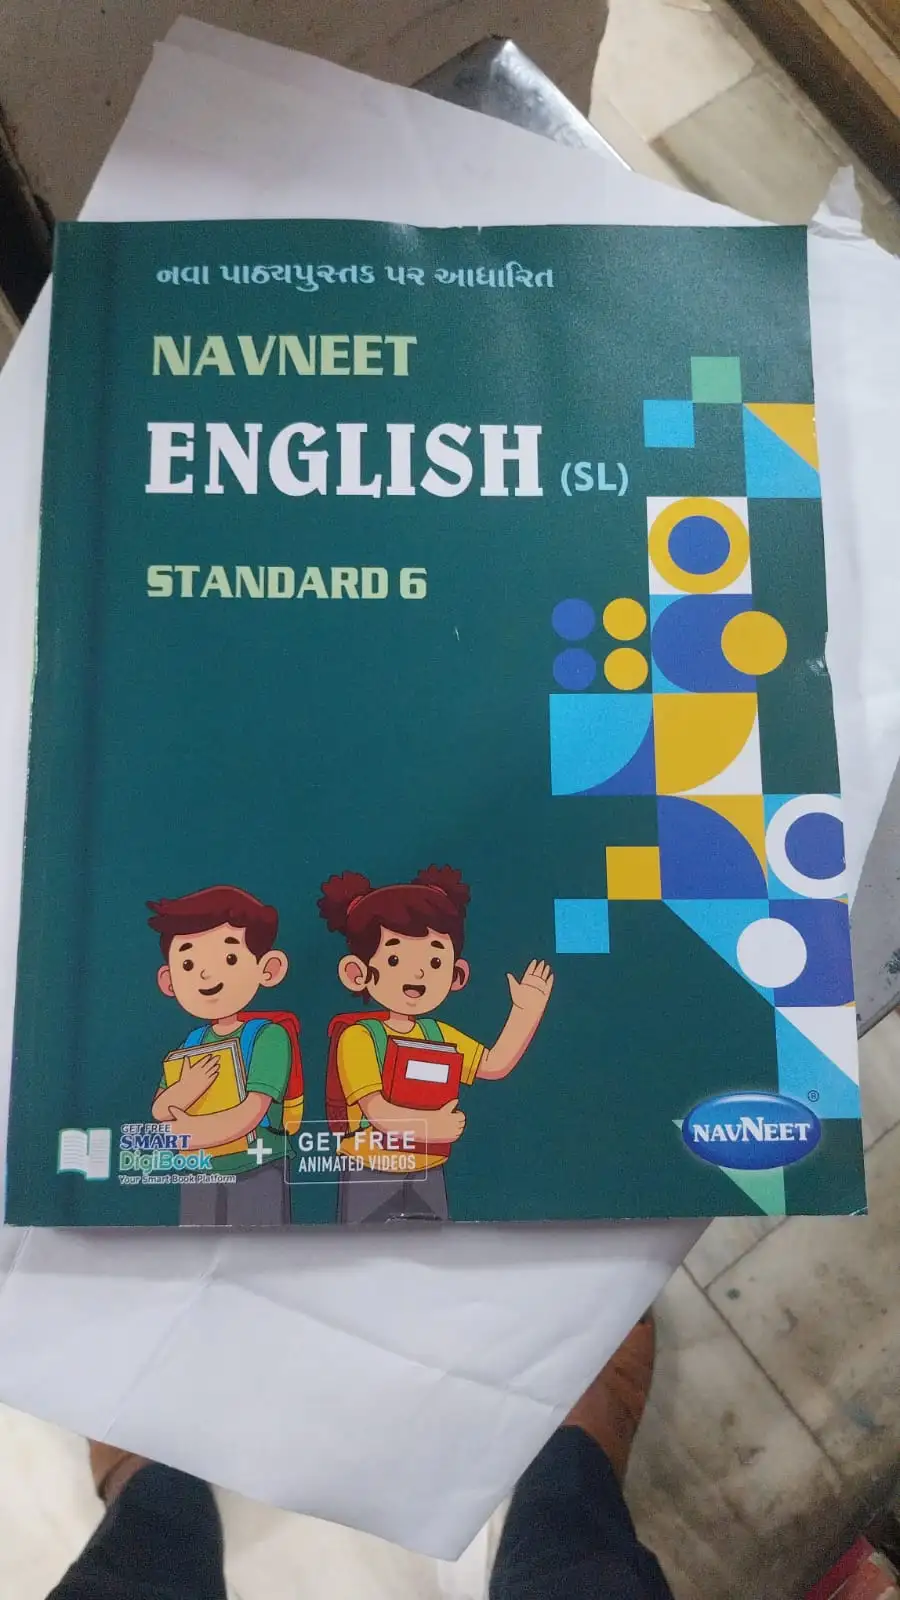 નવા પાઠ્યપુસ્તક પર આધારિત
NAVNEET
ENGLISH (SL)
STANDARD 6
GET FREE
SMART
DigiBook
Your Smart Book Platform
+
GET FREE
ANIMATED VIDEOS
NAVNEET®